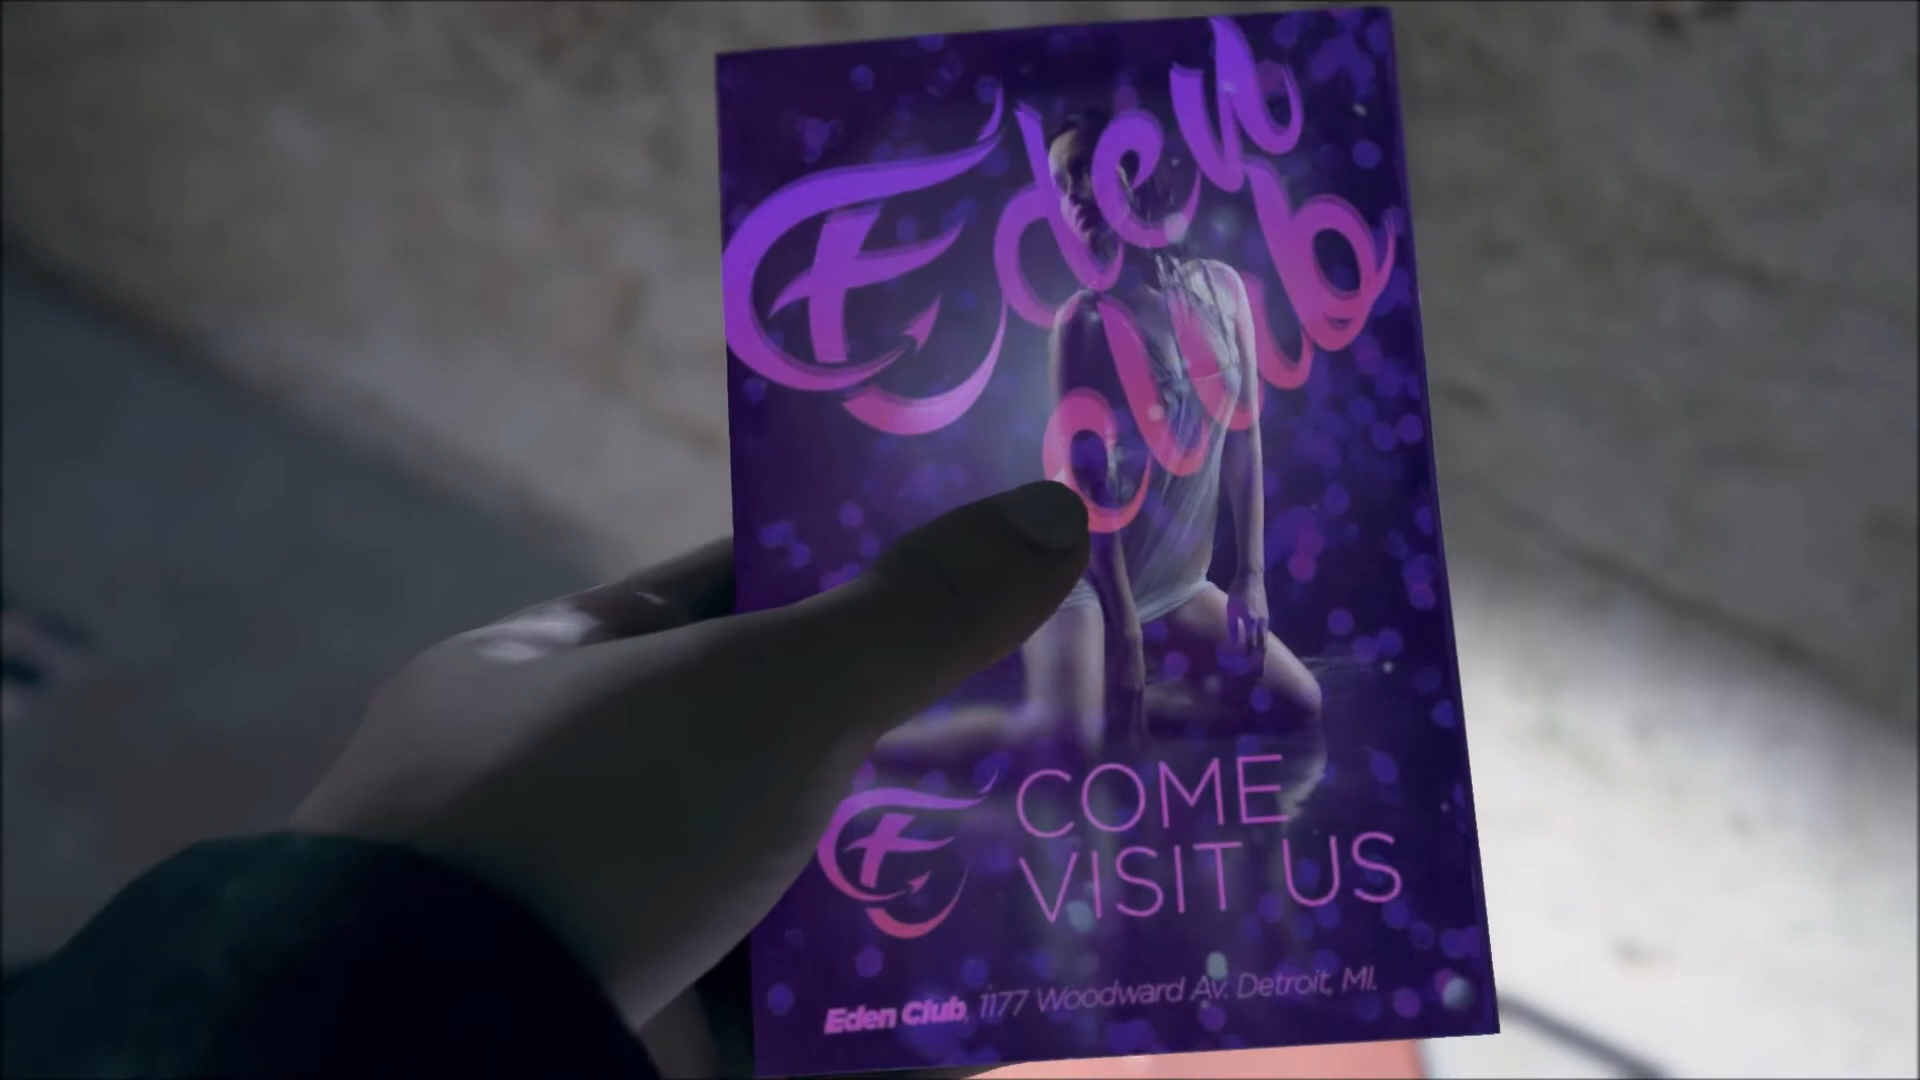 Eden
club
COME
VISIT US
Eden Club, 1177 Woodward Av. Detroit, MI.